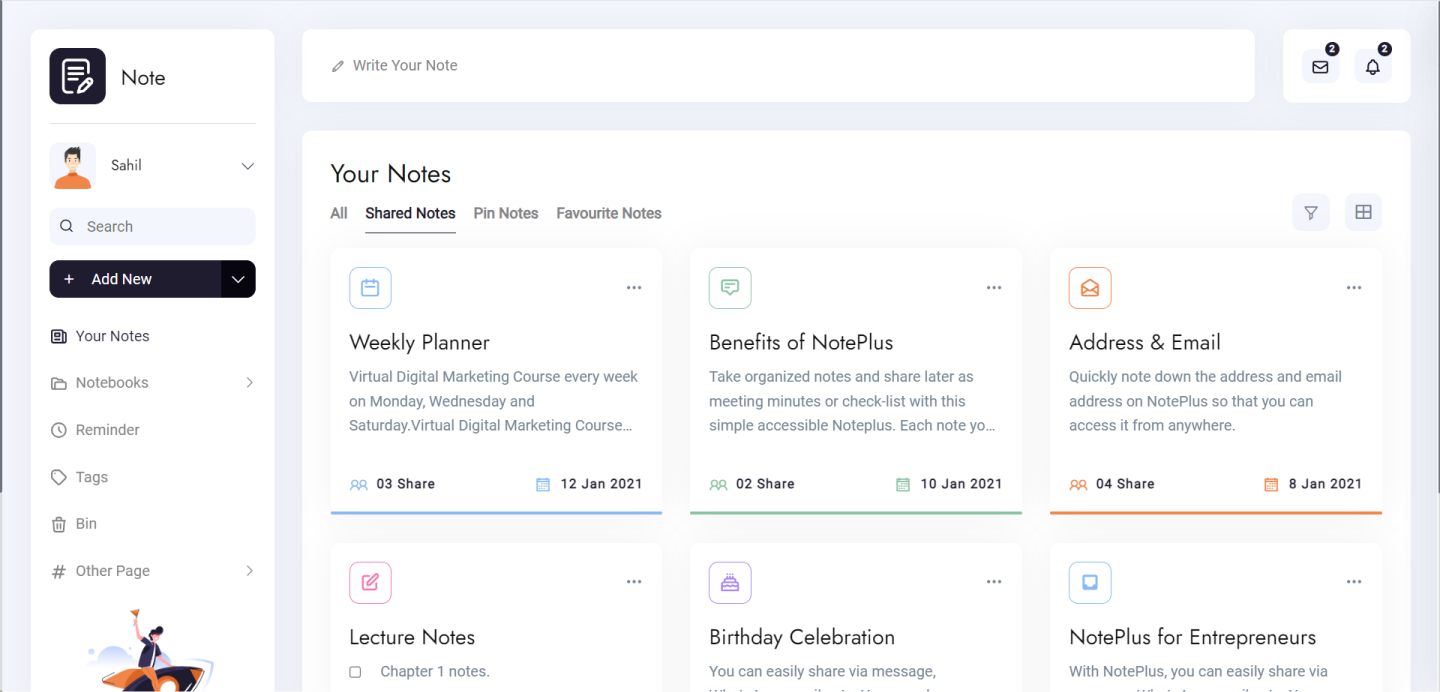 Note
Sahil
Search
+ Add New
Your Notes
Notebooks
Reminder
Tags
Bin
# Other Page
Write Your Note
2
2
Your Notes
All Shared Notes Pin Notes Favourite Notes
Weekly Planner
Virtual Digital Marketing Course every week
on Monday, Wednesday and
Saturday.Virtual Digital Marketing Course...
03 Share 12 Jan 2021
Benefits of NotePlus
Take organized notes and share later as
meeting minutes or check-list with this
simple accessible Noteplus. Each note yo...
02 Share 10 Jan 2021
Address & Email
Quickly note down the address and email
address on NotePlus so that you can
access it from anywhere.
04 Share 8 Jan 2021
Lecture Notes
Chapter 1 notes.
Birthday Celebration
You can easily share via message,
NotePlus for Entrepreneurs
With NotePlus, you can easily share via